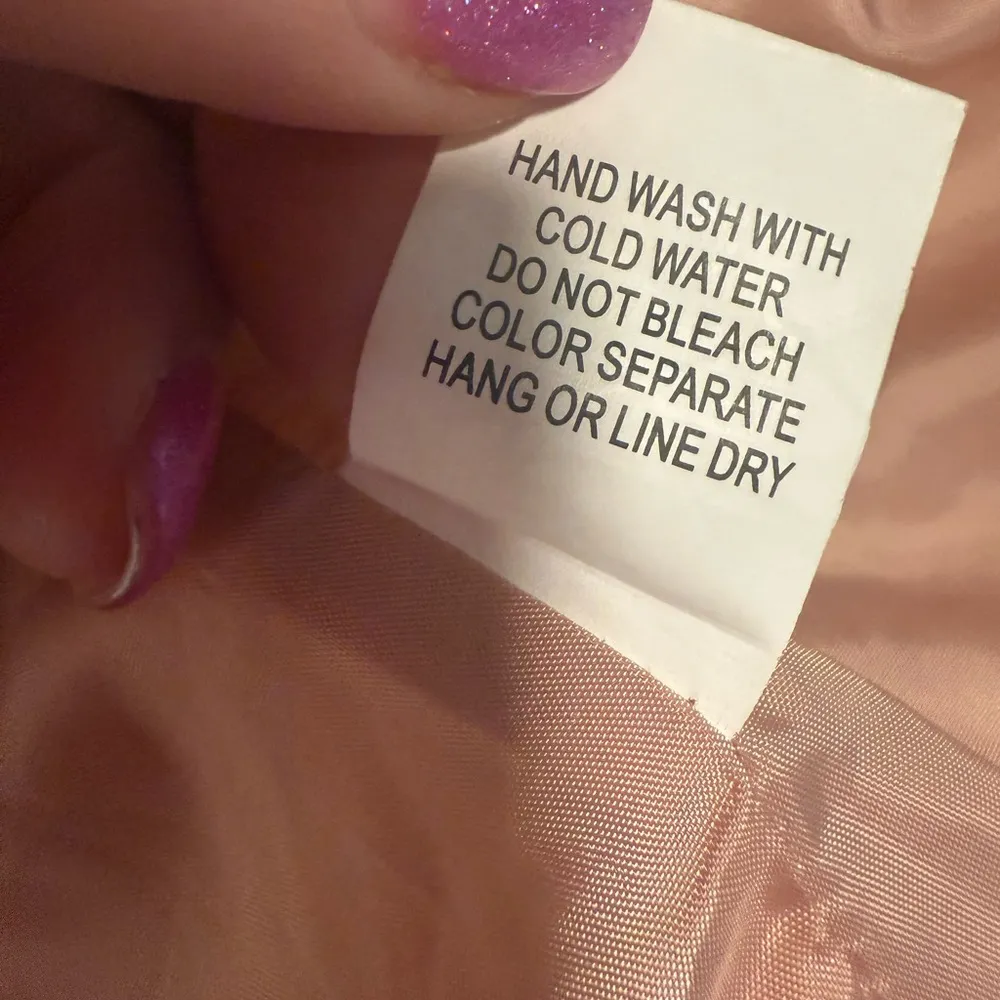 HAND WASH WITH
COLD WATER
DO NOT BLEACH
COLOR SEPARATE
HANG OR LINE DRY